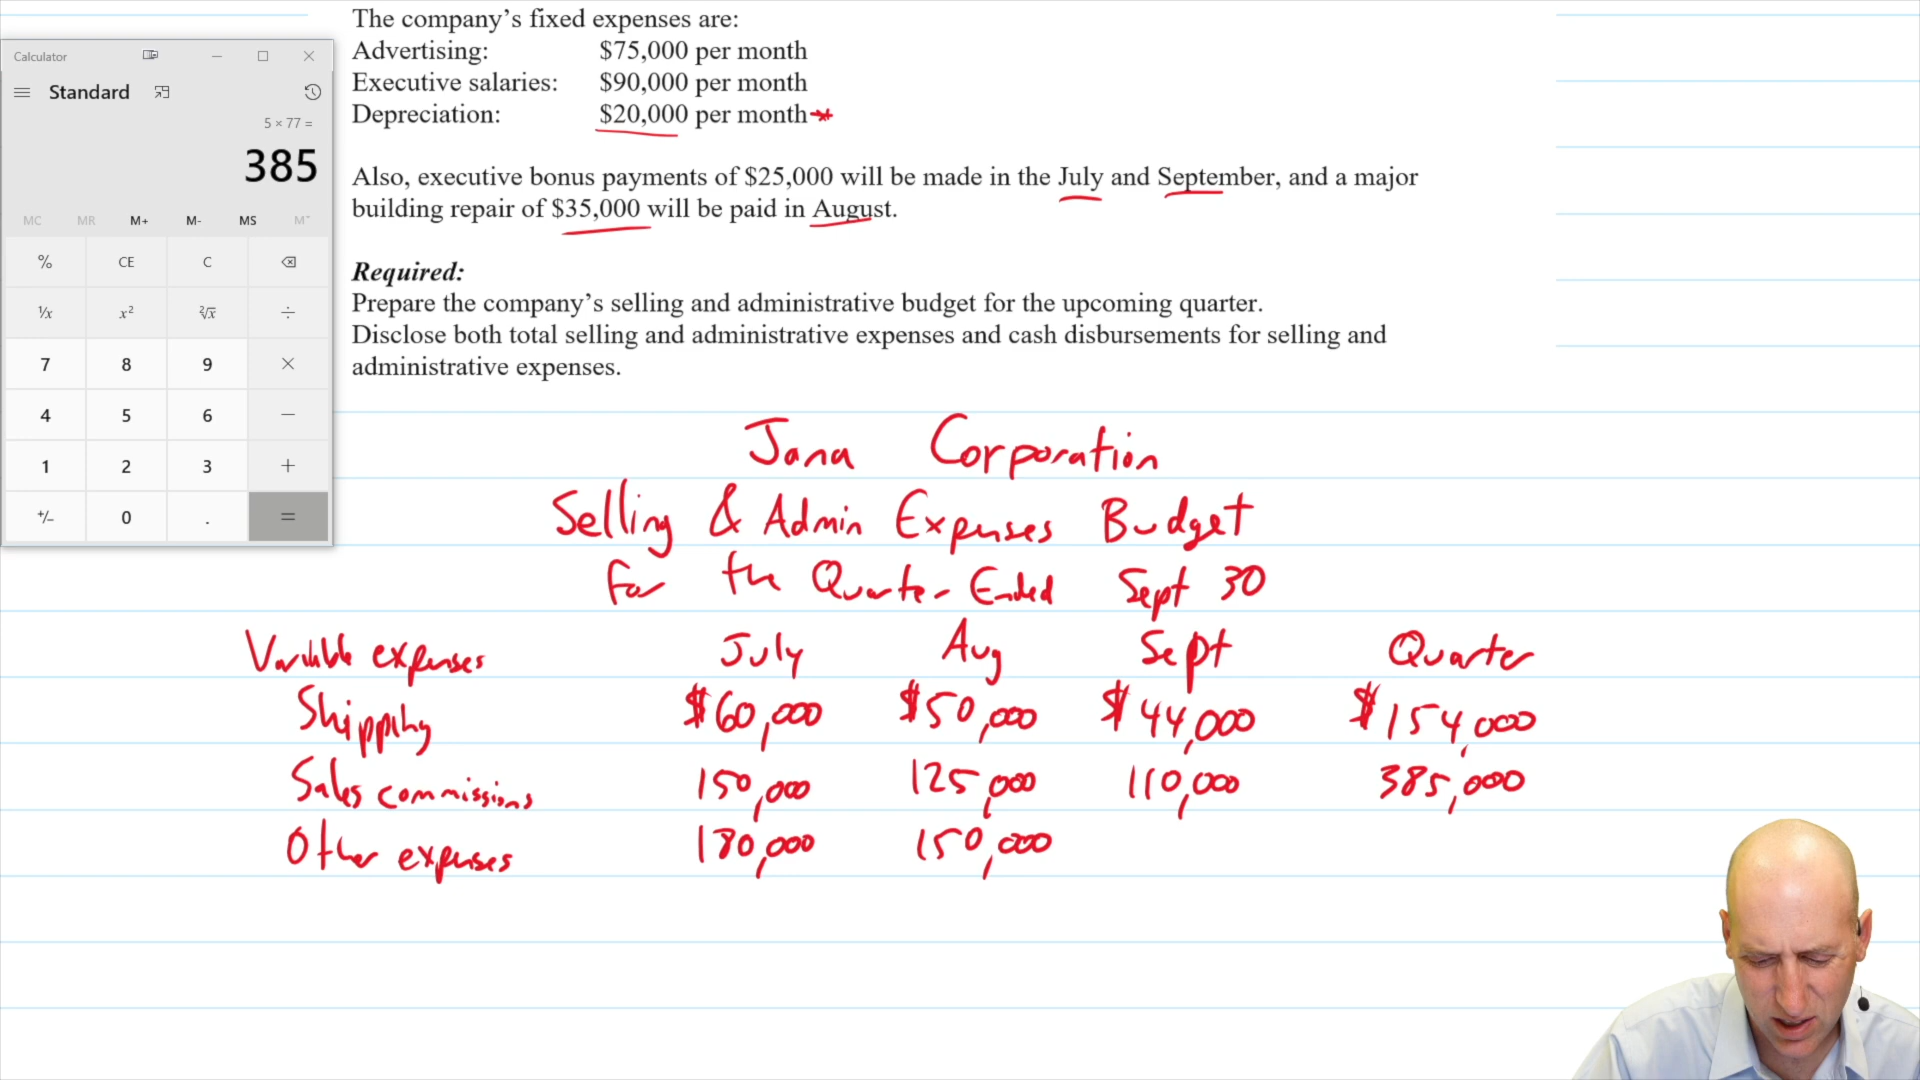 The company's fixed expenses are:
Advertising: $75,000 per month
Executive salaries: $90,000 per month
Depreciation: $20,000 per month
Also, executive bonus payments of $25,000 will be made in the July and September, and a major
building repair of $35,000 will be paid in August.
Required:
Prepare the company's selling and administrative budget for the upcoming quarter.
Disclose both total selling and administrative expenses and cash disbursements for selling and
administrative expenses.
Calculator
Standard
5 × 77 =
385
MC MR M+ M- MS M˅
% CE C
¹/x x² ²√x ÷
7 8 9 ×
4 5 6 −
1 2 3 +
+/− 0 . =
Jana Corporation
Selling & Admin Expenses Budget
For the Quarter Ended Sept 30
Variable expenses July Aug Sept Quarter
Shipping $60,000 $50,000 $44,000 $154,000
Sales commissions 150,000 125,000 110,000 385,000
Other expenses 180,000 150,000